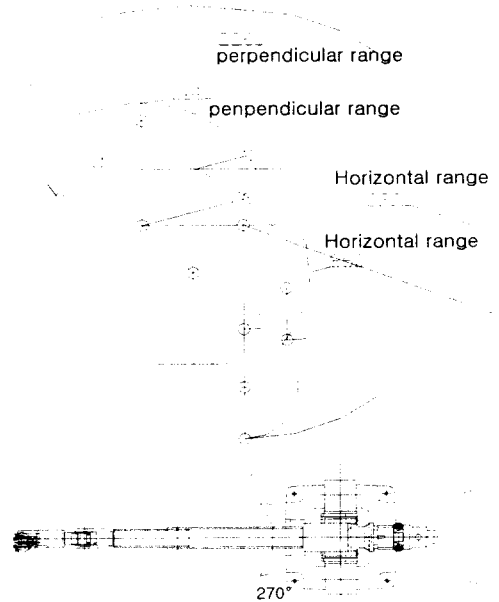 perpendicular range
penpendicular range
Horizontal range
Horizontal range
270°